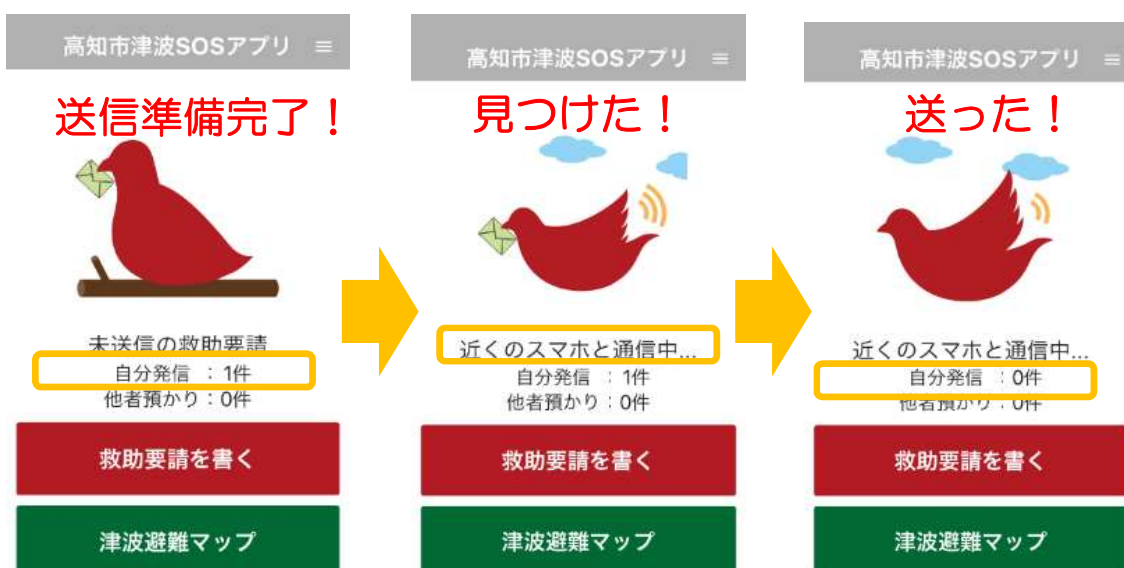 高知市津波SOSアプリ ≡
送信準備完了！
未送信の救助要請
自分発信 ：1件
他者預かり：0件
救助要請を書く
津波避難マップ
高知市津波SOSアプリ ≡
見つけた！
近くのスマホと通信中...
自分発信 ：1件
他者預かり：0件
救助要請を書く
津波避難マップ
高知市津波SOSアプリ ≡
送った！
近くのスマホと通信中...
自分発信 ：0件
他者預かり：0件
救助要請を書く
津波避難マップ